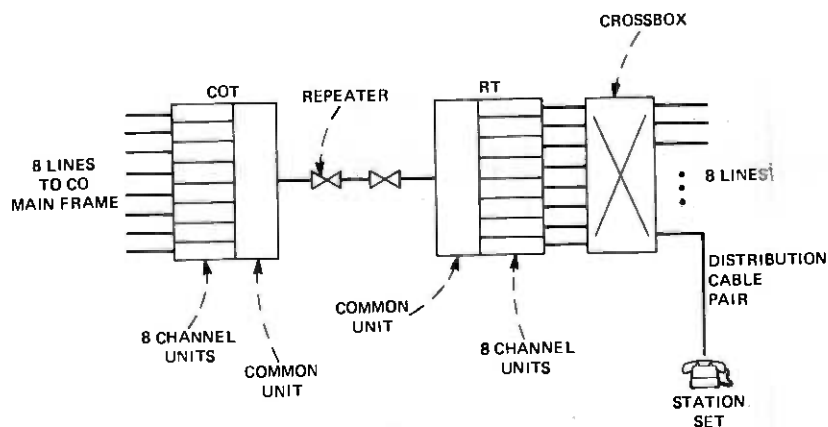 CROSSBOX
COT
REPEATER
RT
8 LINES
TO CO
MAIN FRAME
8 LINES
DISTRIBUTION
CABLE
PAIR
COMMON
UNIT
8 CHANNEL
UNITS
COMMON
UNIT
8 CHANNEL
UNITS
STATION
SET